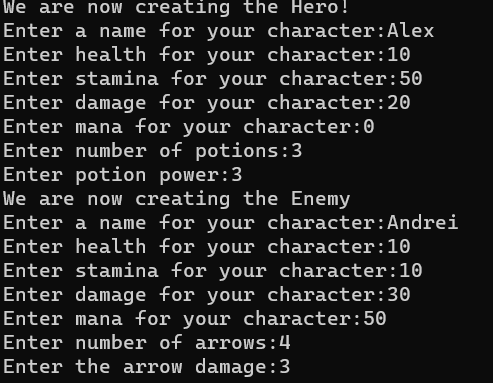 We are now creating the Hero!
Enter a name for your character:Alex
Enter health for your character:10
Enter stamina for your character:50
Enter damage for your character:20
Enter mana for your character:0
Enter number of potions:3
Enter potion power:3
We are now creating the Enemy
Enter a name for your character:Andrei
Enter health for your character:10
Enter stamina for your character:10
Enter damage for your character:30
Enter mana for your character:50
Enter number of arrows:4
Enter the arrow damage:3